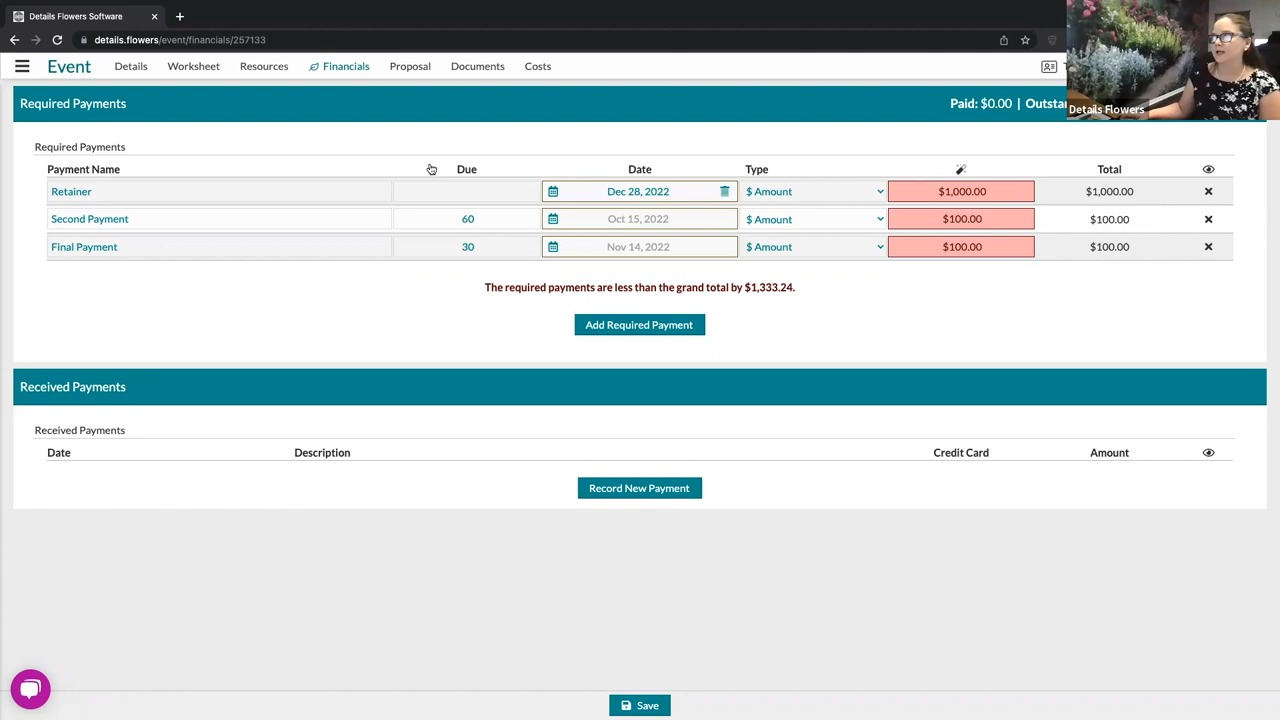 Details Flowers Software
details.flowers/event/financials/257133
Event Details Worksheet Resources Financials Proposal Documents Costs
Details Flowers
Required Payments Paid: $0.00 | Outsta
Required Payments
Payment Name Due Date Type Total
Retainer Dec 28, 2022 $ Amount $1,000.00 $1,000.00
Second Payment 60 Oct 15, 2022 $ Amount $100.00 $100.00
Final Payment 30 Nov 14, 2022 $ Amount $100.00 $100.00
The required payments are less than the grand total by $1,333.24.
Add Required Payment
Received Payments
Received Payments
Date Description Credit Card Amount
Record New Payment
Save